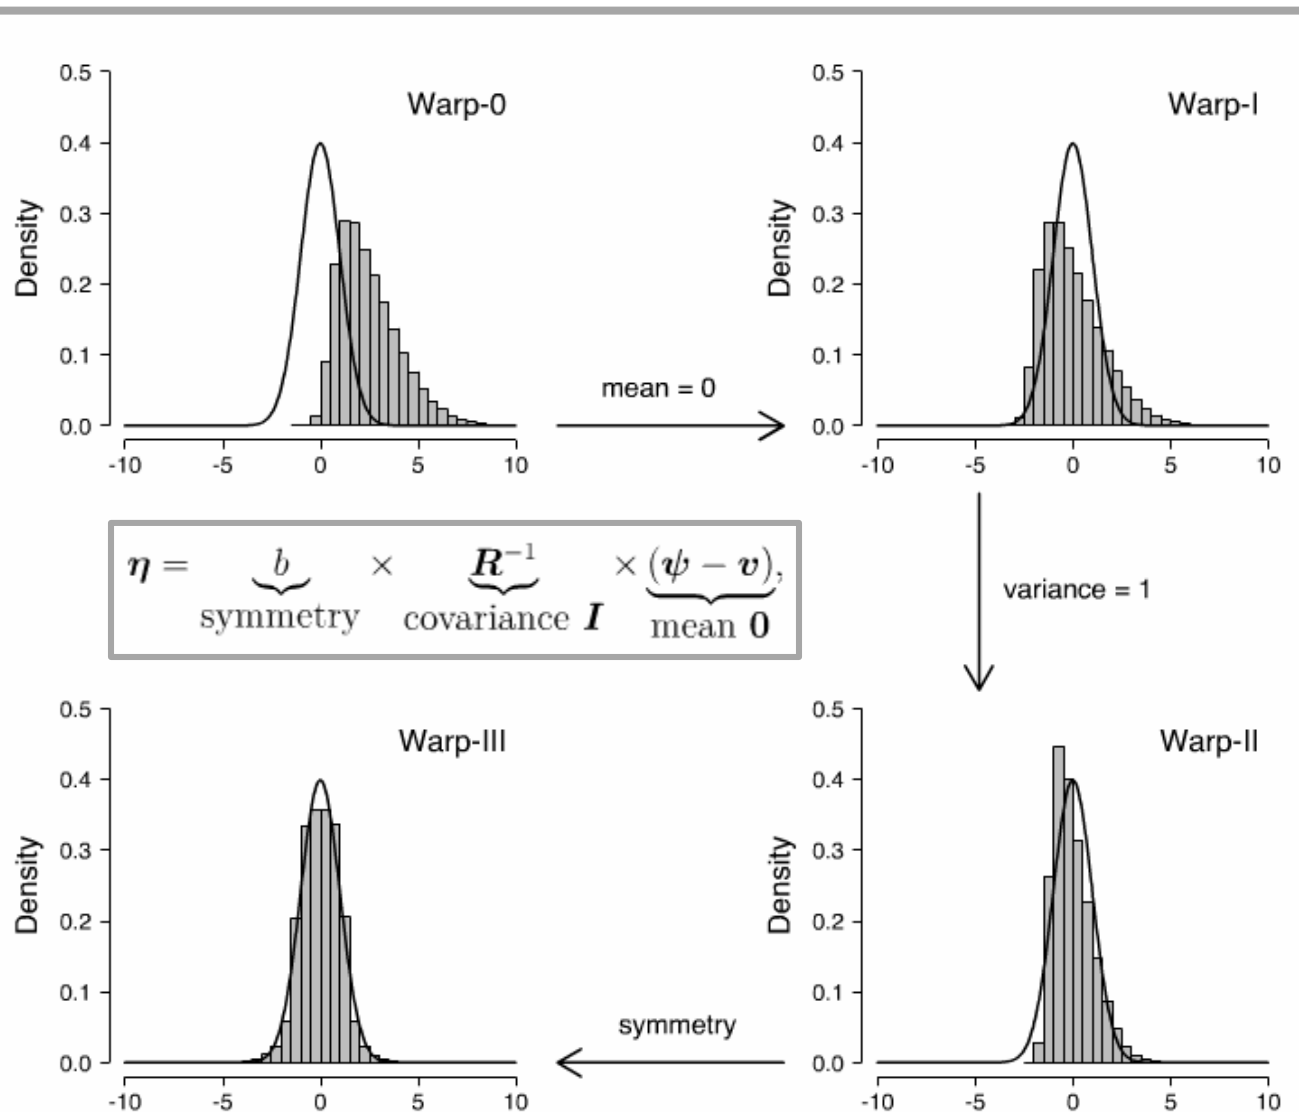 Warp-0
Density
0.5
0.4
0.3
0.2
0.1
0.0
-10 -5 0 5 10
mean = 0
Warp-I
Density
0.5
0.4
0.3
0.2
0.1
0.0
-10 -5 0 5 10
η = b × R⁻¹ × (ψ − v),
symmetry covariance I mean 0
variance = 1
Warp-III
Density
0.5
0.4
0.3
0.2
0.1
0.0
-10 -5 0 5 10
symmetry
Warp-II
Density
0.5
0.4
0.3
0.2
0.1
0.0
-10 -5 0 5 10